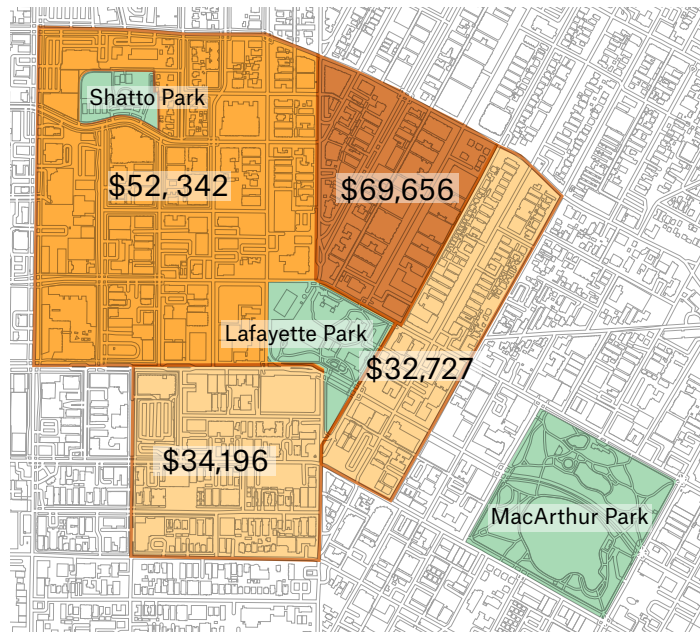 Shatto Park
$52, 342
$69,656
Lafayette Park
$32,727
$34,196
MacArthur Park